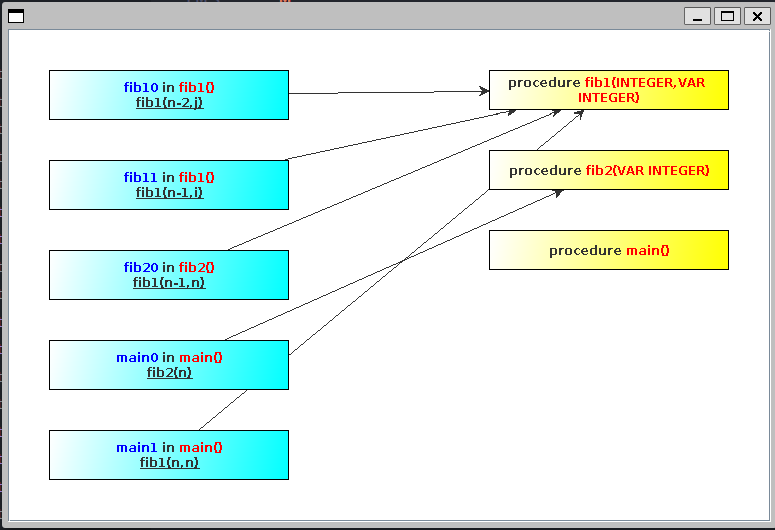 fib10 in fib1()
fib1(n-2,j)
procedure fib1(INTEGER,VAR
INTEGER)
fib11 in fib1()
fib1(n-1,i)
procedure fib2(VAR INTEGER)
fib20 in fib2()
fib1(n-1,n)
procedure main()
main0 in main()
fib2(n)
main1 in main()
fib1(n,n)